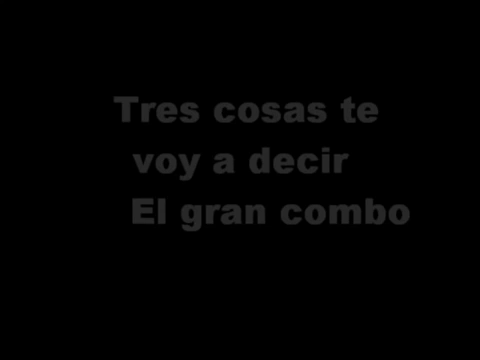 Tres cosas te
voy a decir
El gran combo